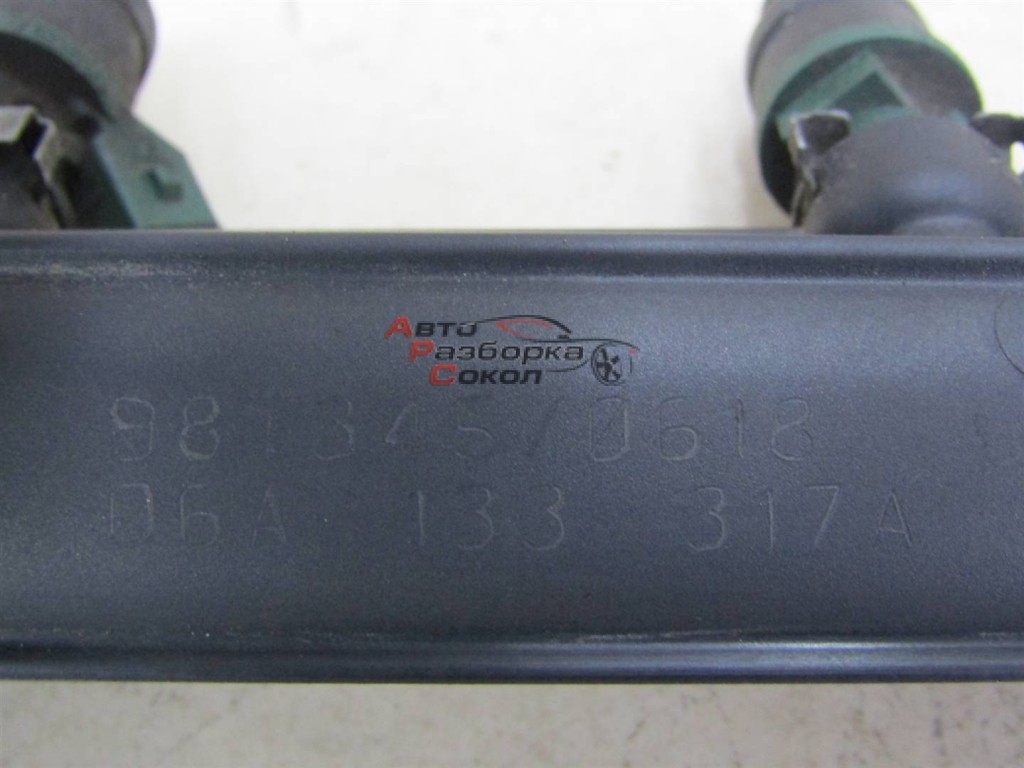 Авто
Разборка
Сокол
981345/0618
06A 133 317A